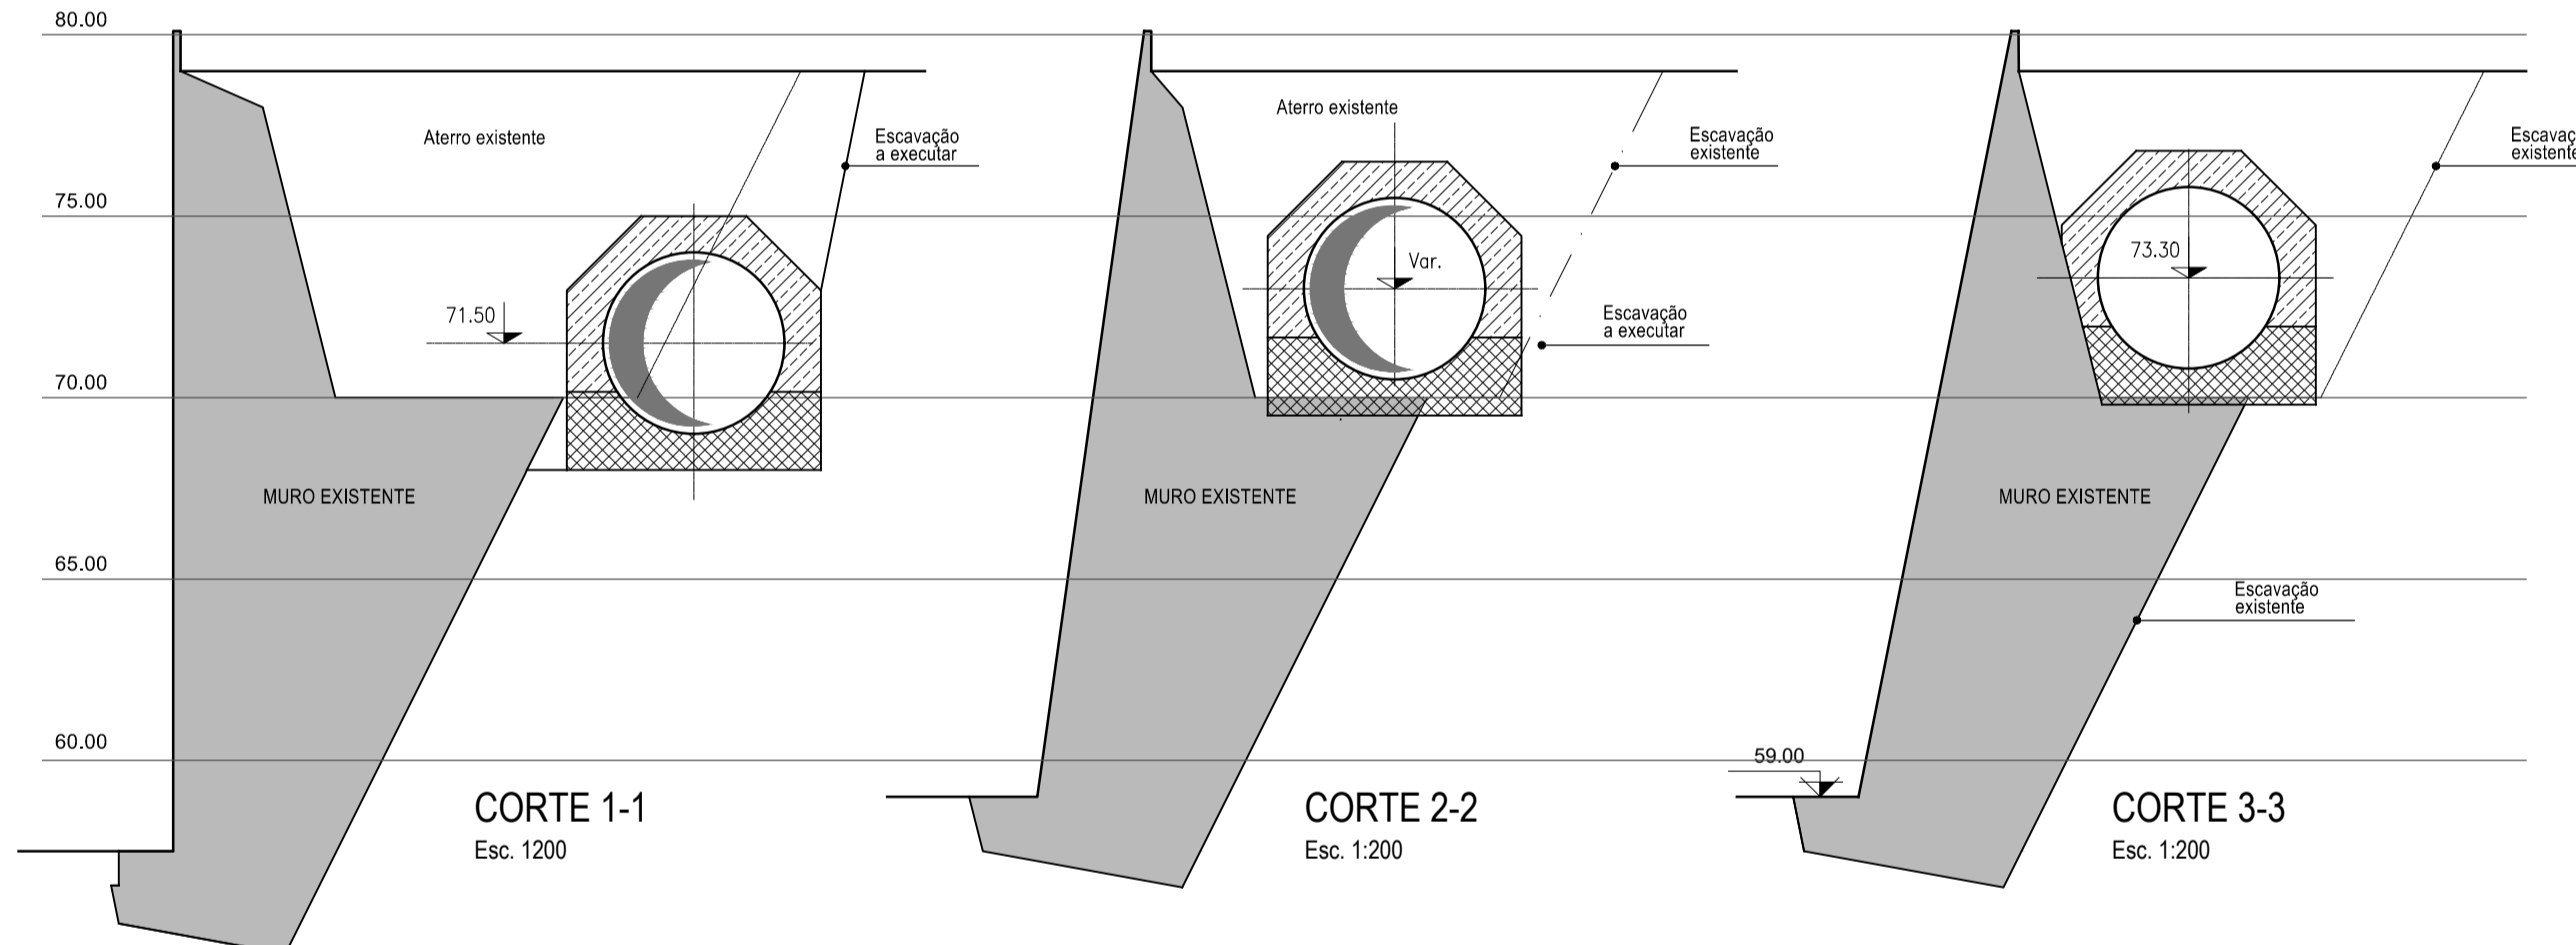 80.00
75.00
70.00
65.00
60.00
Aterro existente
Escavação
a executar
71.50
MURO EXISTENTE
CORTE 1-1
Esc. 1200
Aterro existente
Escavação
existente
Var.
Escavação
a executar
MURO EXISTENTE
CORTE 2-2
Esc. 1:200
Escavaç
existente
73.30
MURO EXISTENTE
Escavação
existente
59.00
CORTE 3-3
Esc. 1:200